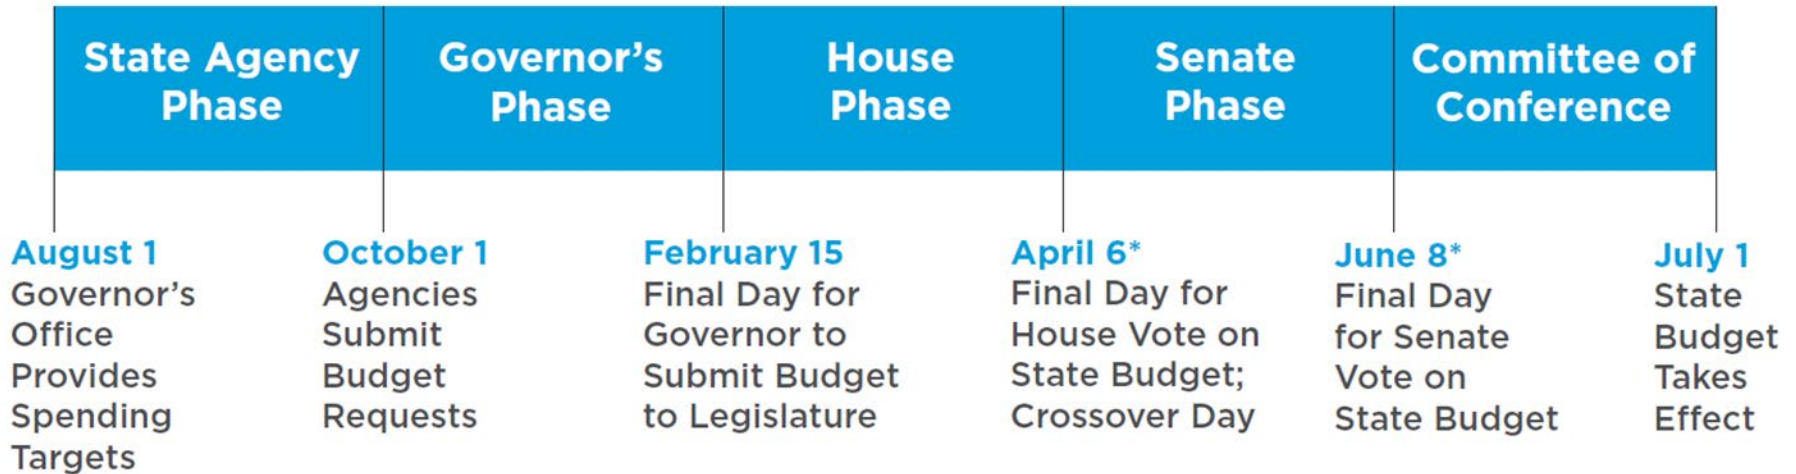 State Agency
Phase
Governor's
Phase
House
Phase
Senate
Phase
Committee of
Conference
August 1
Governor's
Office
Provides
Spending
Targets
October 1
Agencies
Submit
Budget
Requests
February 15
Final Day for
Governor to
Submit Budget
to Legislature
April 6*
Final Day for
House Vote on
State Budget;
Crossover Day
June 8*
Final Day
for Senate
Vote on
State Budget
July 1
State
Budget
Takes
Effect